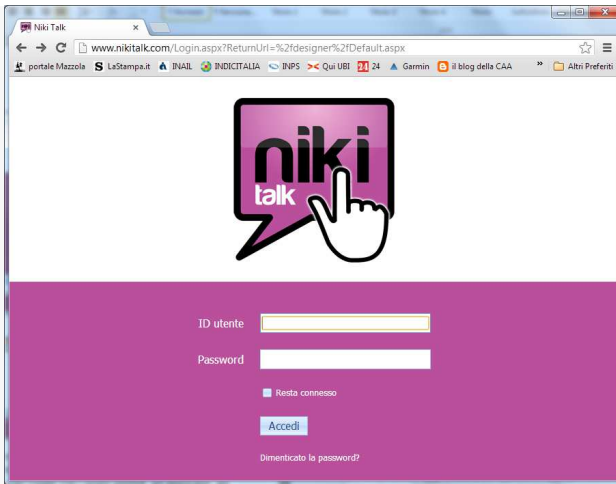 Niki Talk
www.nikitalk.com/Login.aspx?ReturnUrl=%2fdesigner%2fDefault.aspx
portale Mazzola S LaStampa.it INAIL INDICITALIA INPS Qui UBI 24 24 Garmin il blog della CAA » Altri Preferiti
niki
talk
ID utente
Password
Resta connesso
Accedi
Dimenticato la password?